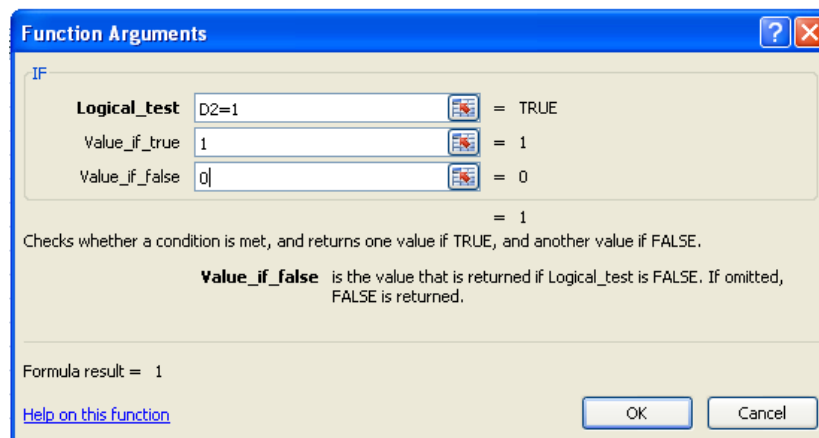 Function Arguments
IF
Logical_test D2=1 = TRUE
Value_if_true 1 = 1
Value_if_false 0 = 0
= 1
Checks whether a condition is met, and returns one value if TRUE, and another value if FALSE.
Value_if_false is the value that is returned if Logical_test is FALSE. If omitted,
FALSE is returned.
Formula result = 1
Help on this function OK Cancel